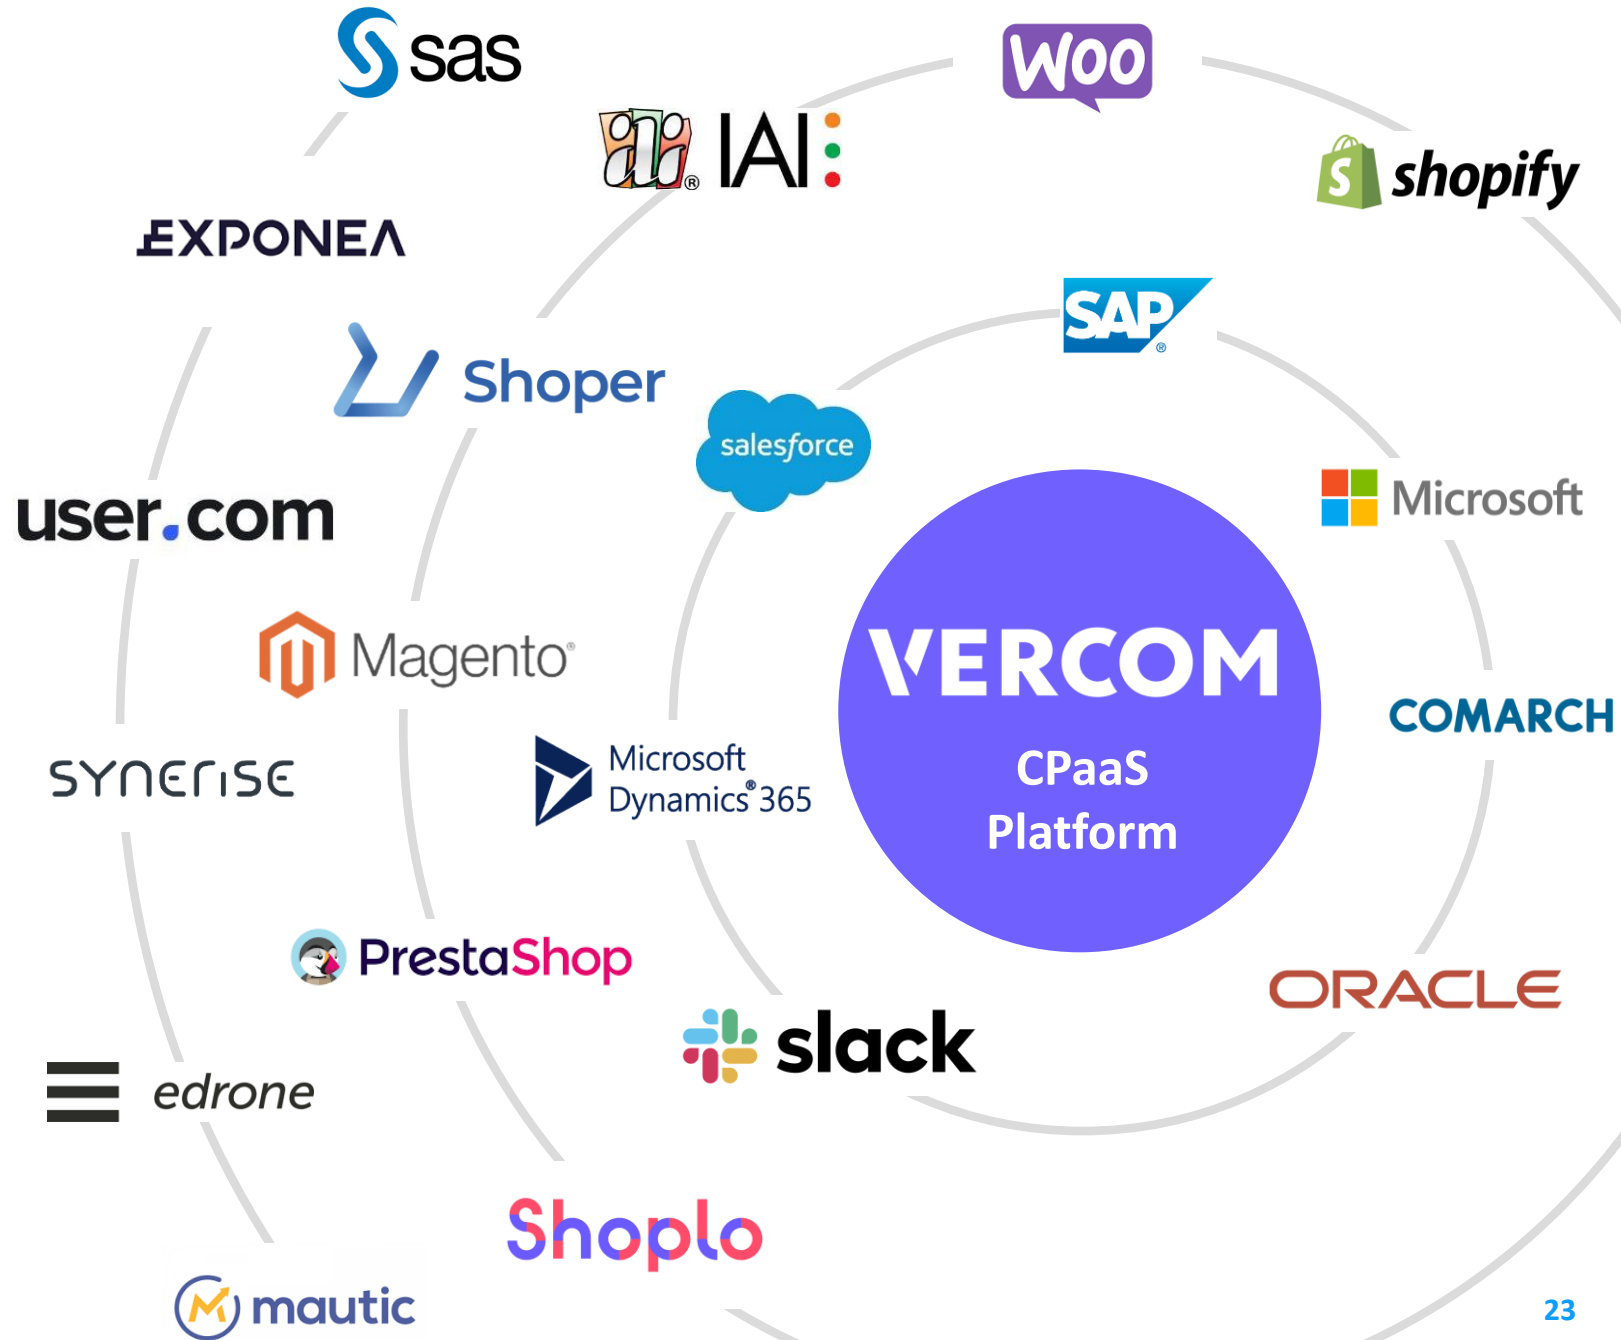 sas
WOO
iai® IAI
S shopify
EXPONEA
SAP®
Shoper
salesforce
Microsoft
user.com
VERCOM
Magento®
COMARCH
Microsoft
Dynamics® 365
SYNERISE
CPaaS
Platform
PrestaShop
ORACLE
slack
edrone
Shoplo
mautic
23